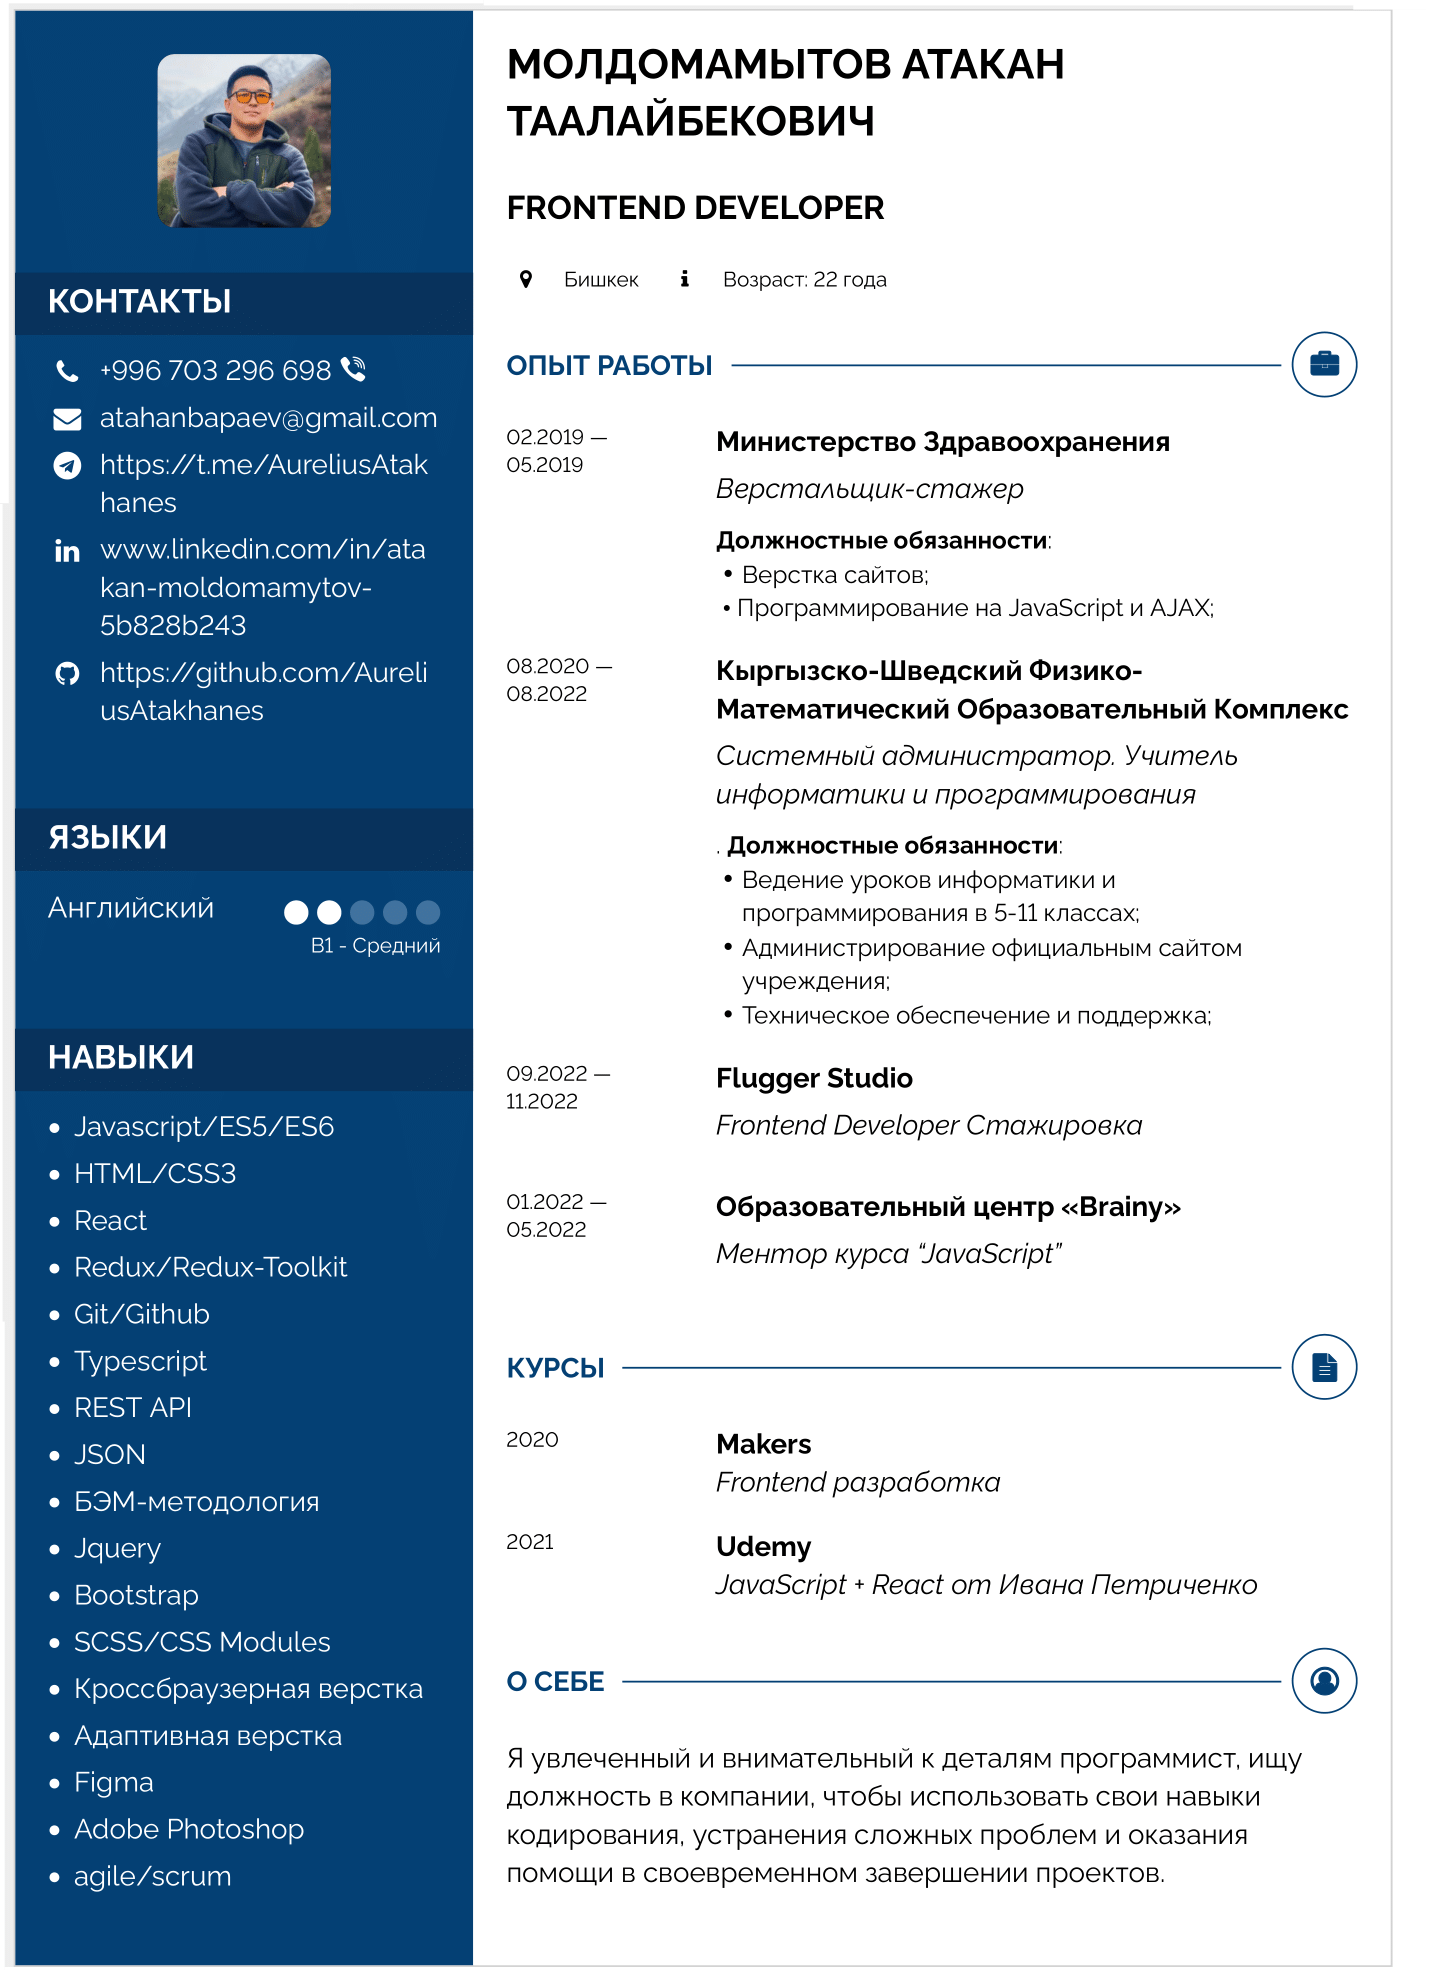 МОЛДОМАМЫТОВ АТАКАН
ТААЛАЙБЕКОВИЧ
FRONTEND DEVELOPER
Бишкек Возраст: 22 года
КОНТАКТЫ
+996 703 296 698
atahanbapaev@gmail.com
https://t.me/AureliusAtak
hanes
www.linkedin.com/in/ata
kan-moldomamytov-
5b828b243
https://github.com/Aureli
usAtakhanes
ЯЗЫКИ
Английский
B1 - Средний
НАВЫКИ
• Javascript/ES5/ES6
• HTML/CSS3
• React
• Redux/Redux-Toolkit
• Git/Github
• Typescript
• REST API
• JSON
• БЭМ-методология
• Jquery
• Bootstrap
• SCSS/CSS Modules
• Кроссбраузерная верстка
• Адаптивная верстка
• Figma
• Adobe Photoshop
• agile/scrum
ОПЫТ РАБОТЫ
02.2019 —
05.2019
Министерство Здравоохранения
Верстальщик-стажер
Должностные обязанности:
• Верстка сайтов;
• Программирование на JavaScript и AJAX;
08.2020 —
08.2022
Кыргызско-Шведский Физико-
Математический Образовательный Комплекс
Системный администратор. Учитель
информатики и программирования
. Должностные обязанности:
• Ведение уроков информатики и
программирования в 5-11 классах;
• Администрирование официальным сайтом
учреждения;
• Техническое обеспечение и поддержка;
09.2022 —
11.2022
Flugger Studio
Frontend Developer Стажировка
01.2022 —
05.2022
Образовательный центр «Brainy»
Ментор курса “JavaScript”
КУРСЫ
2020
Makers
Frontend разработка
2021
Udemy
JavaScript + React от Ивана Петриченко
О СЕБЕ
Я увлеченный и внимательный к деталям программист, ищу
должность в компании, чтобы использовать свои навыки
кодирования, устранения сложных проблем и оказания
помощи в своевременном завершении проектов.